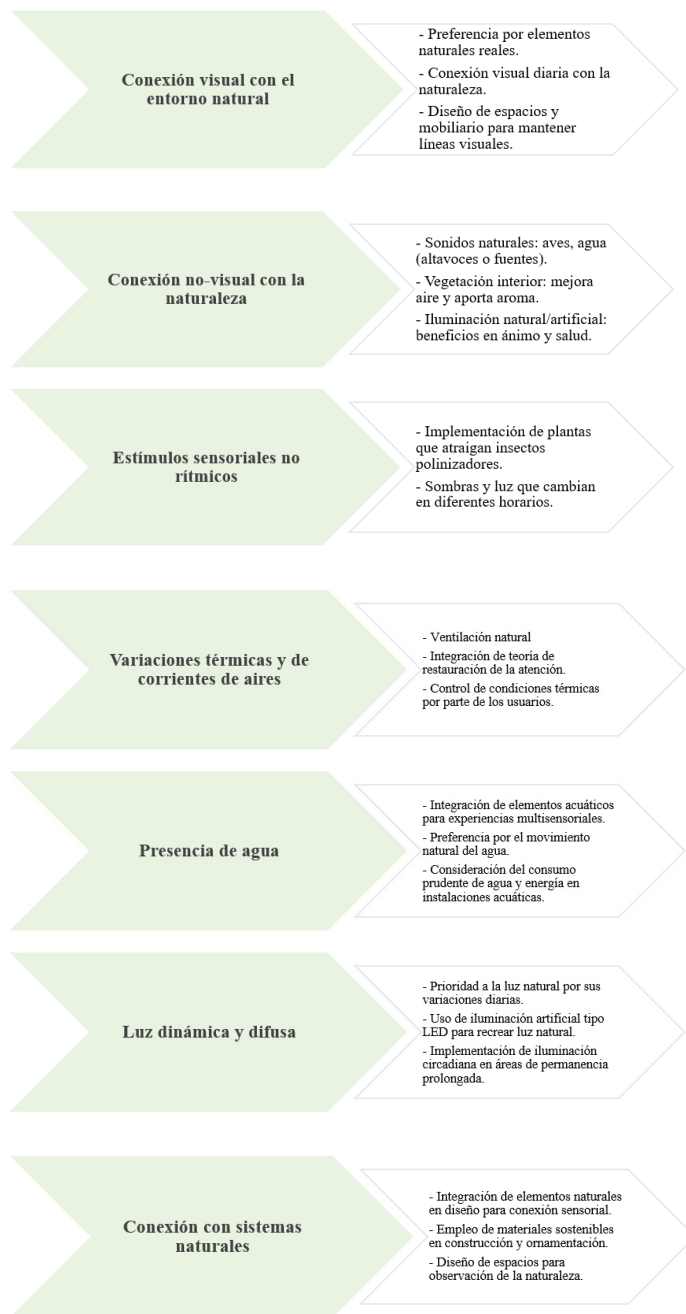 Conexión visual con el
entorno natural
- Preferencia por elementos
naturales reales.
- Conexión visual diaria con la
naturaleza.
- Diseño de espacios y
mobiliario para mantener
líneas visuales.
Conexión no-visual con la
naturaleza
- Sonidos naturales: aves, agua
(altavoces o fuentes).
- Vegetación interior: mejora
aire y aporta aroma.
- Iluminación natural/artificial:
beneficios en ánimo y salud.
Estímulos sensoriales no
rítmicos
- Implementación de plantas
que atraigan insectos
polinizadores.
- Sombras y luz que cambian
en diferentes horarios.
Variaciones térmicas y de
corrientes de aires
- Ventilación natural
- Integración de teoría de
restauración de la atención.
- Control de condiciones térmicas
por parte de los usuarios.
Presencia de agua
- Integración de elementos acuáticos
para experiencias multisensoriales.
- Preferencia por el movimiento
natural del agua.
- Consideración del consumo
prudente de agua y energía en
instalaciones acuáticas.
Luz dinámica y difusa
- Prioridad a la luz natural por sus
variaciones diarias.
- Uso de iluminación artificial tipo
LED para recrear luz natural.
- Implementación de iluminación
circadiana en áreas de permanencia
prolongada.
Conexión con sistemas
naturales
- Integración de elementos naturales
en diseño para conexión sensorial.
- Empleo de materiales sostenibles
en construcción y ornamentación.
- Diseño de espacios para
observación de la naturaleza.